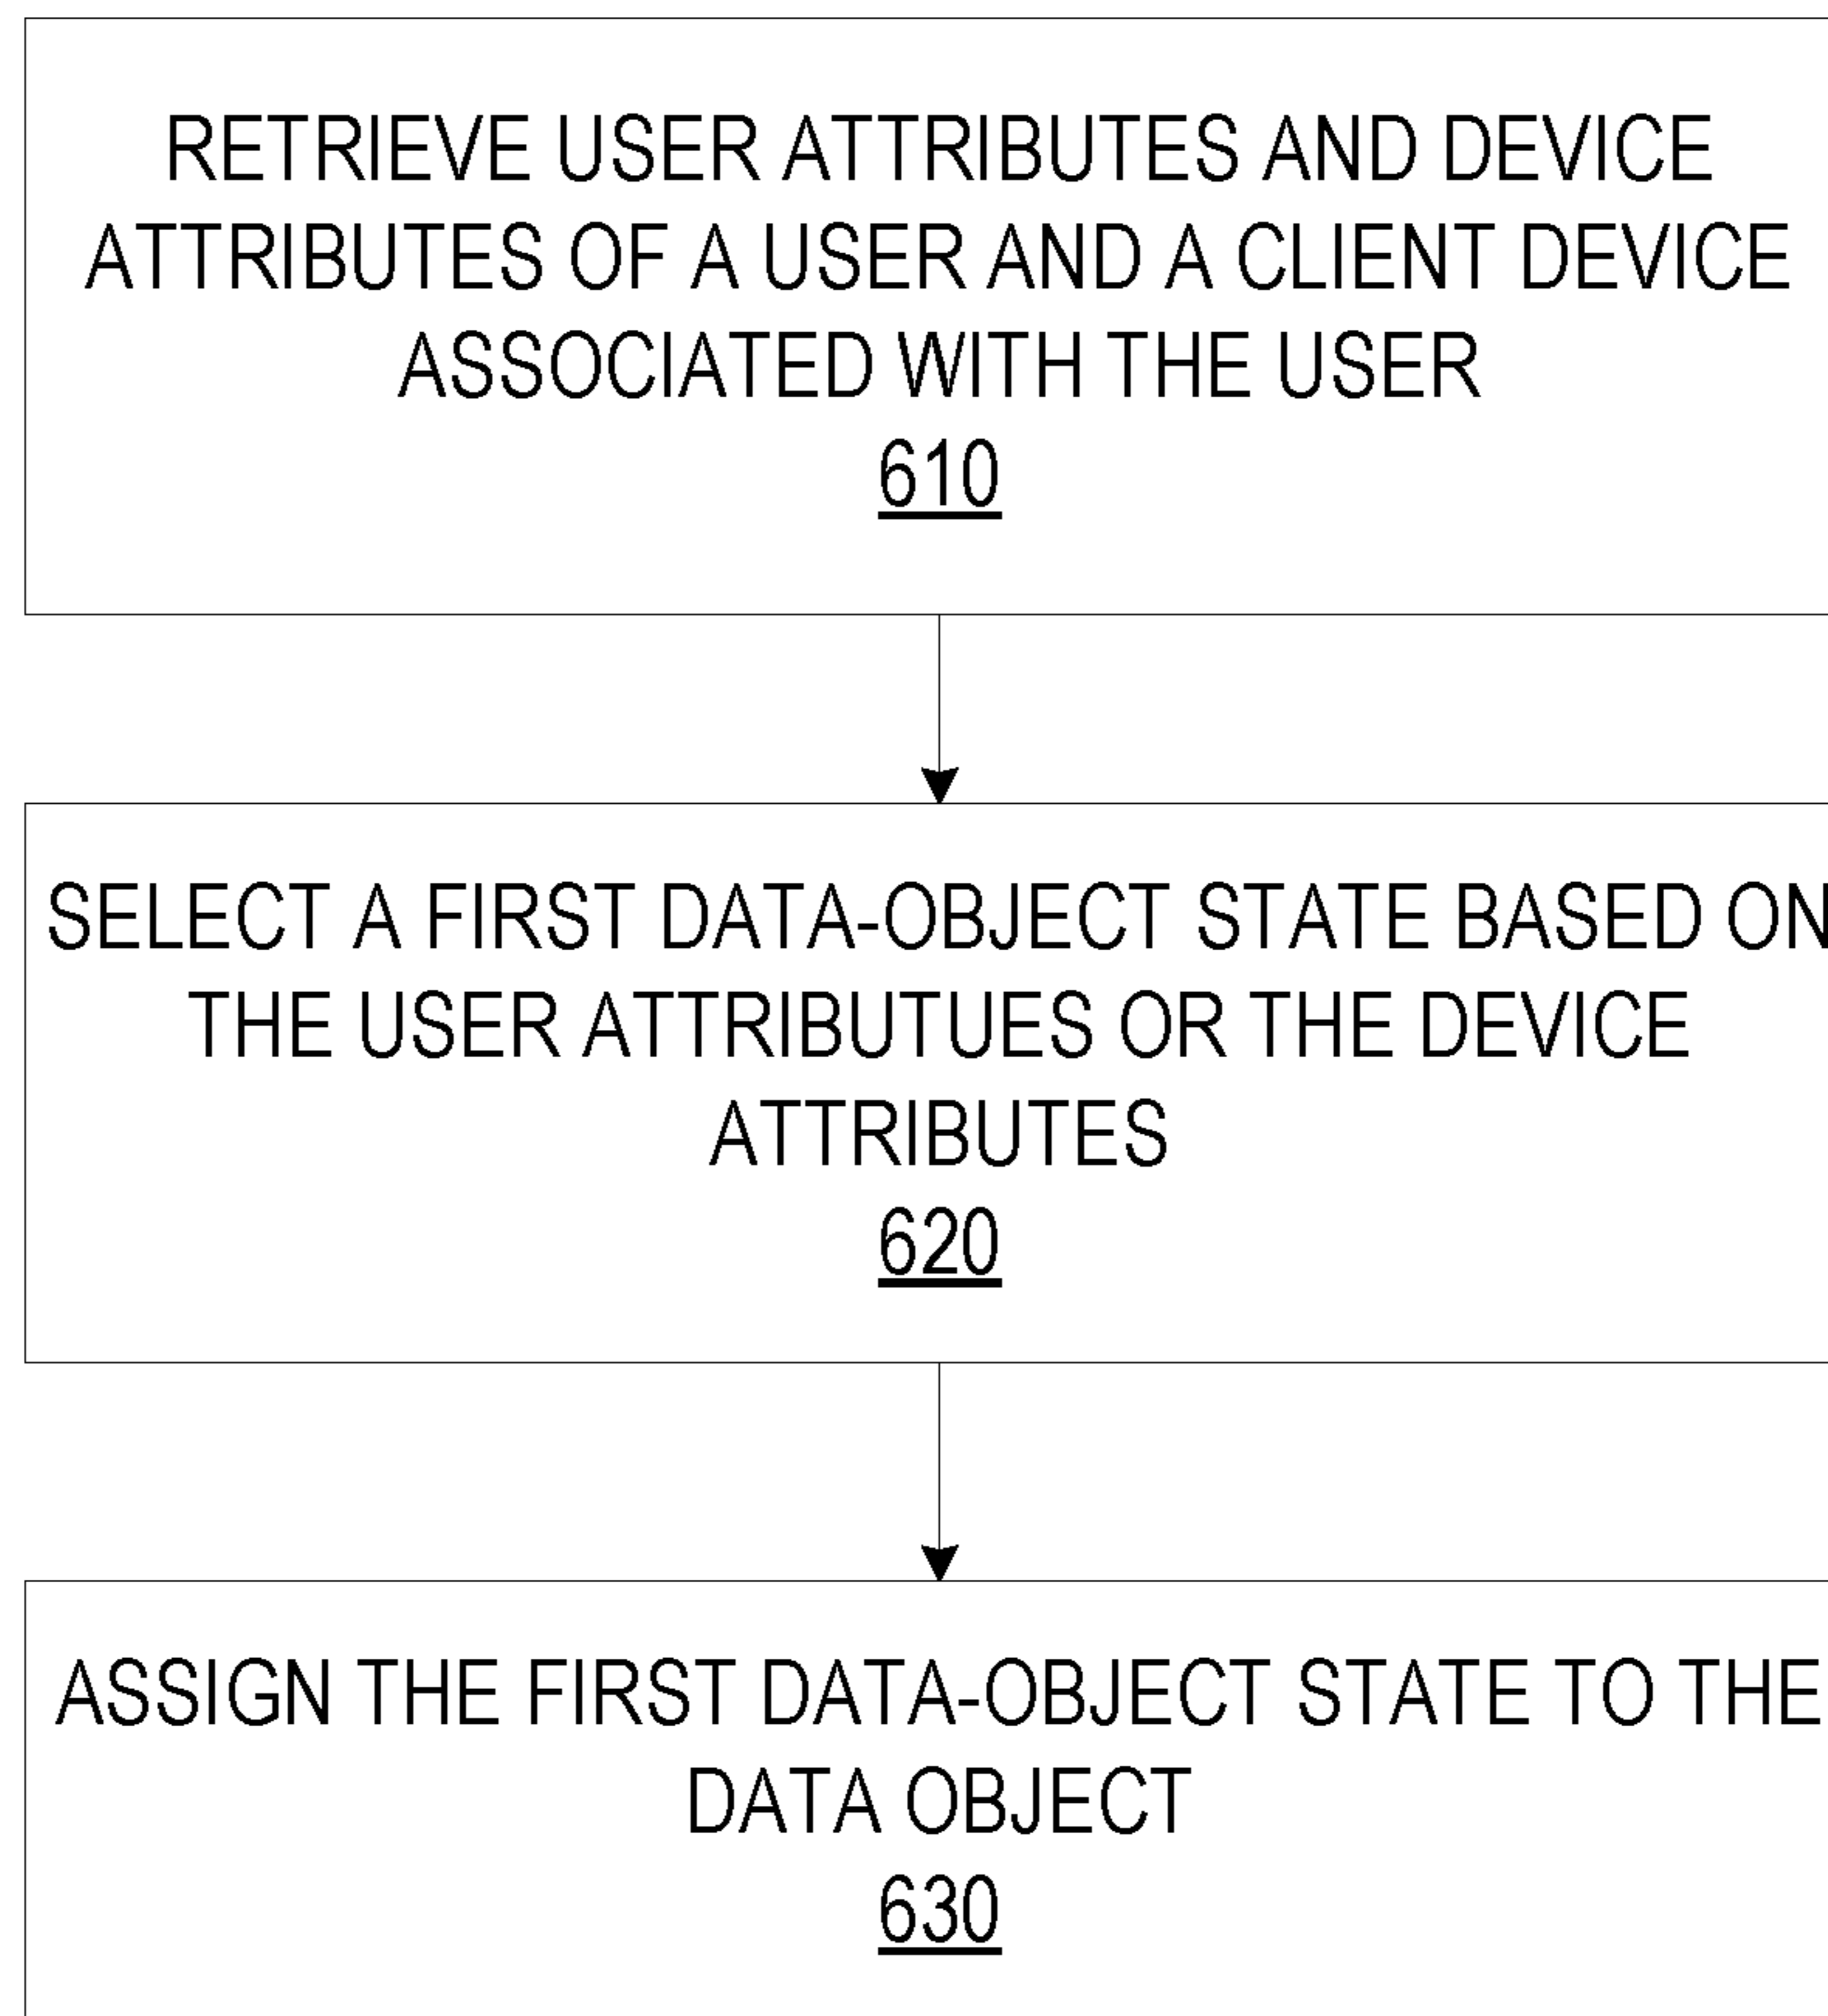 RETRIEVE USER ATTRIBUTES AND DEVICE
ATTRIBUTES OF A USER AND A CLIENT DEVICE
ASSOCIATED WITH THE USER
610
SELECT A FIRST DATA-OBJECT STATE BASED ON
THE USER ATTRIBUTUES OR THE DEVICE
ATTRIBUTES
620
ASSIGN THE FIRST DATA-OBJECT STATE TO THE
DATA OBJECT
630